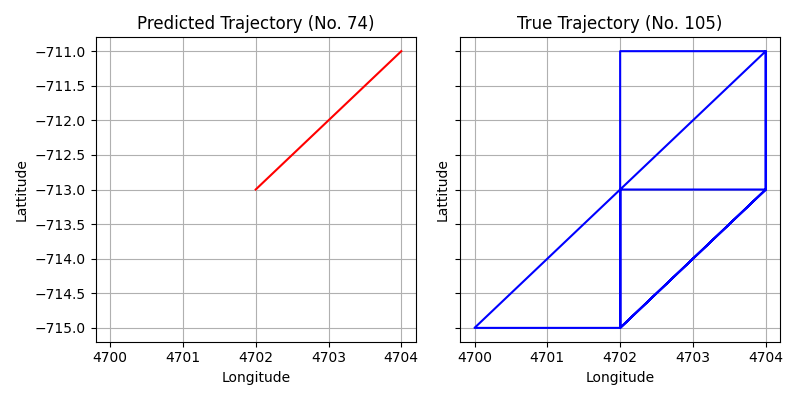 Predicted Trajectory (No. 74)
True Trajectory (No. 105)
−711.0
−711.5
−712.0
−712.5
−713.0
−713.5
−714.0
−714.5
−715.0
Lattitude
Lattitude
4700 4701 4702 4703 4704
4700 4701 4702 4703 4704
Longitude
Longitude